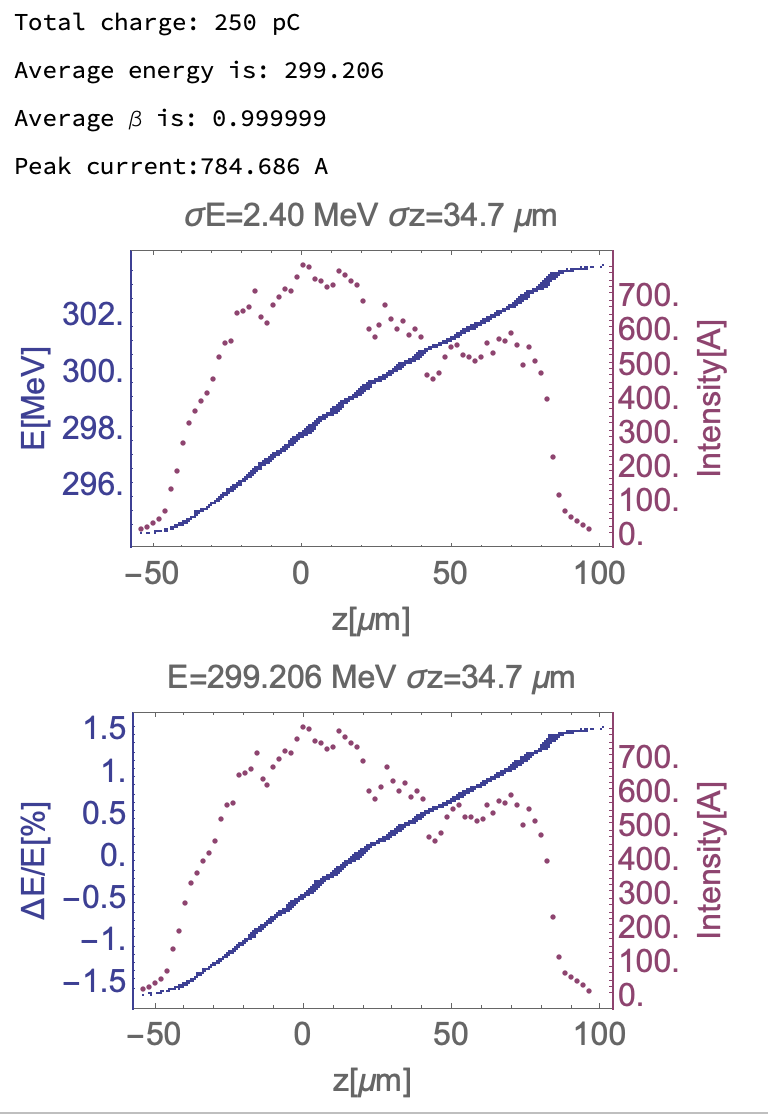 Total charge: 250 pC
Average energy is: 299.206
Average β is: 0.999999
Peak current:784.686 A
σE=2.40 MeV σz=34.7 μm
302.
300.
298.
296.
E[MeV]
700.
600.
500.
400.
300.
200.
100.
0.
Intensity[A]
−50 0 50 100
z[μm]
E=299.206 MeV σz=34.7 μm
1.5
1.
0.5
0.
−0.5
−1.
−1.5
ΔE/E[%]
700.
600.
500.
400.
300.
200.
100.
0.
Intensity[A]
−50 0 50 100
z[μm]